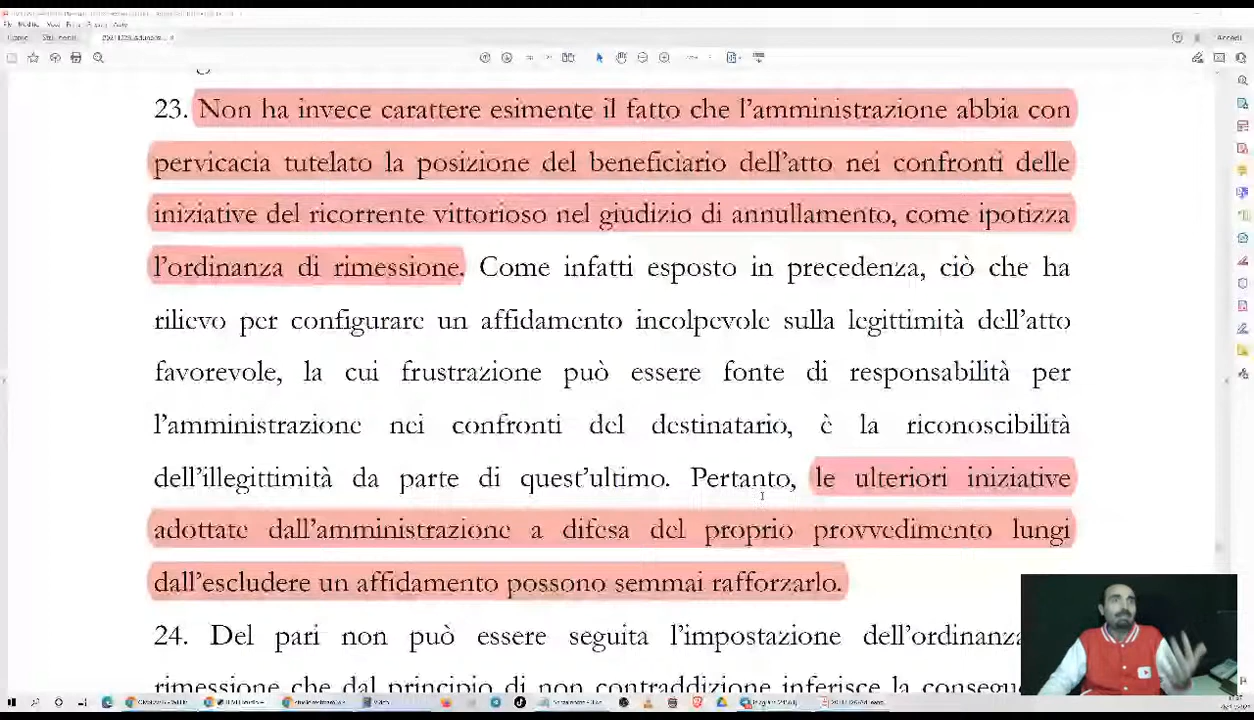 23. Non ha invece carattere esimente il fatto che l'amministrazione abbia con
pervicacia tutelato la posizione del beneficiario dell'atto nei confronti delle
iniziative del ricorrente vittorioso nel giudizio di annullamento, come ipotizza
l'ordinanza di rimessione. Come infatti esposto in precedenza, ciò che ha
rilievo per configurare un affidamento incolpevole sulla legittimità dell'atto
favorevole, la cui frustrazione può essere fonte di responsabilità per
l'amministrazione nei confronti del destinatario, è la riconoscibilità
dell'illegittimità da parte di quest'ultimo. Pertanto, le ulteriori iniziative
adottate dall'amministrazione a difesa del proprio provvedimento lungi
dall'escludere un affidamento possono semmai rafforzarlo.
24. Del pari non può essere seguita l'impostazione dell'ordinanza
rimessione che dal principio di non contraddizione inferisce la